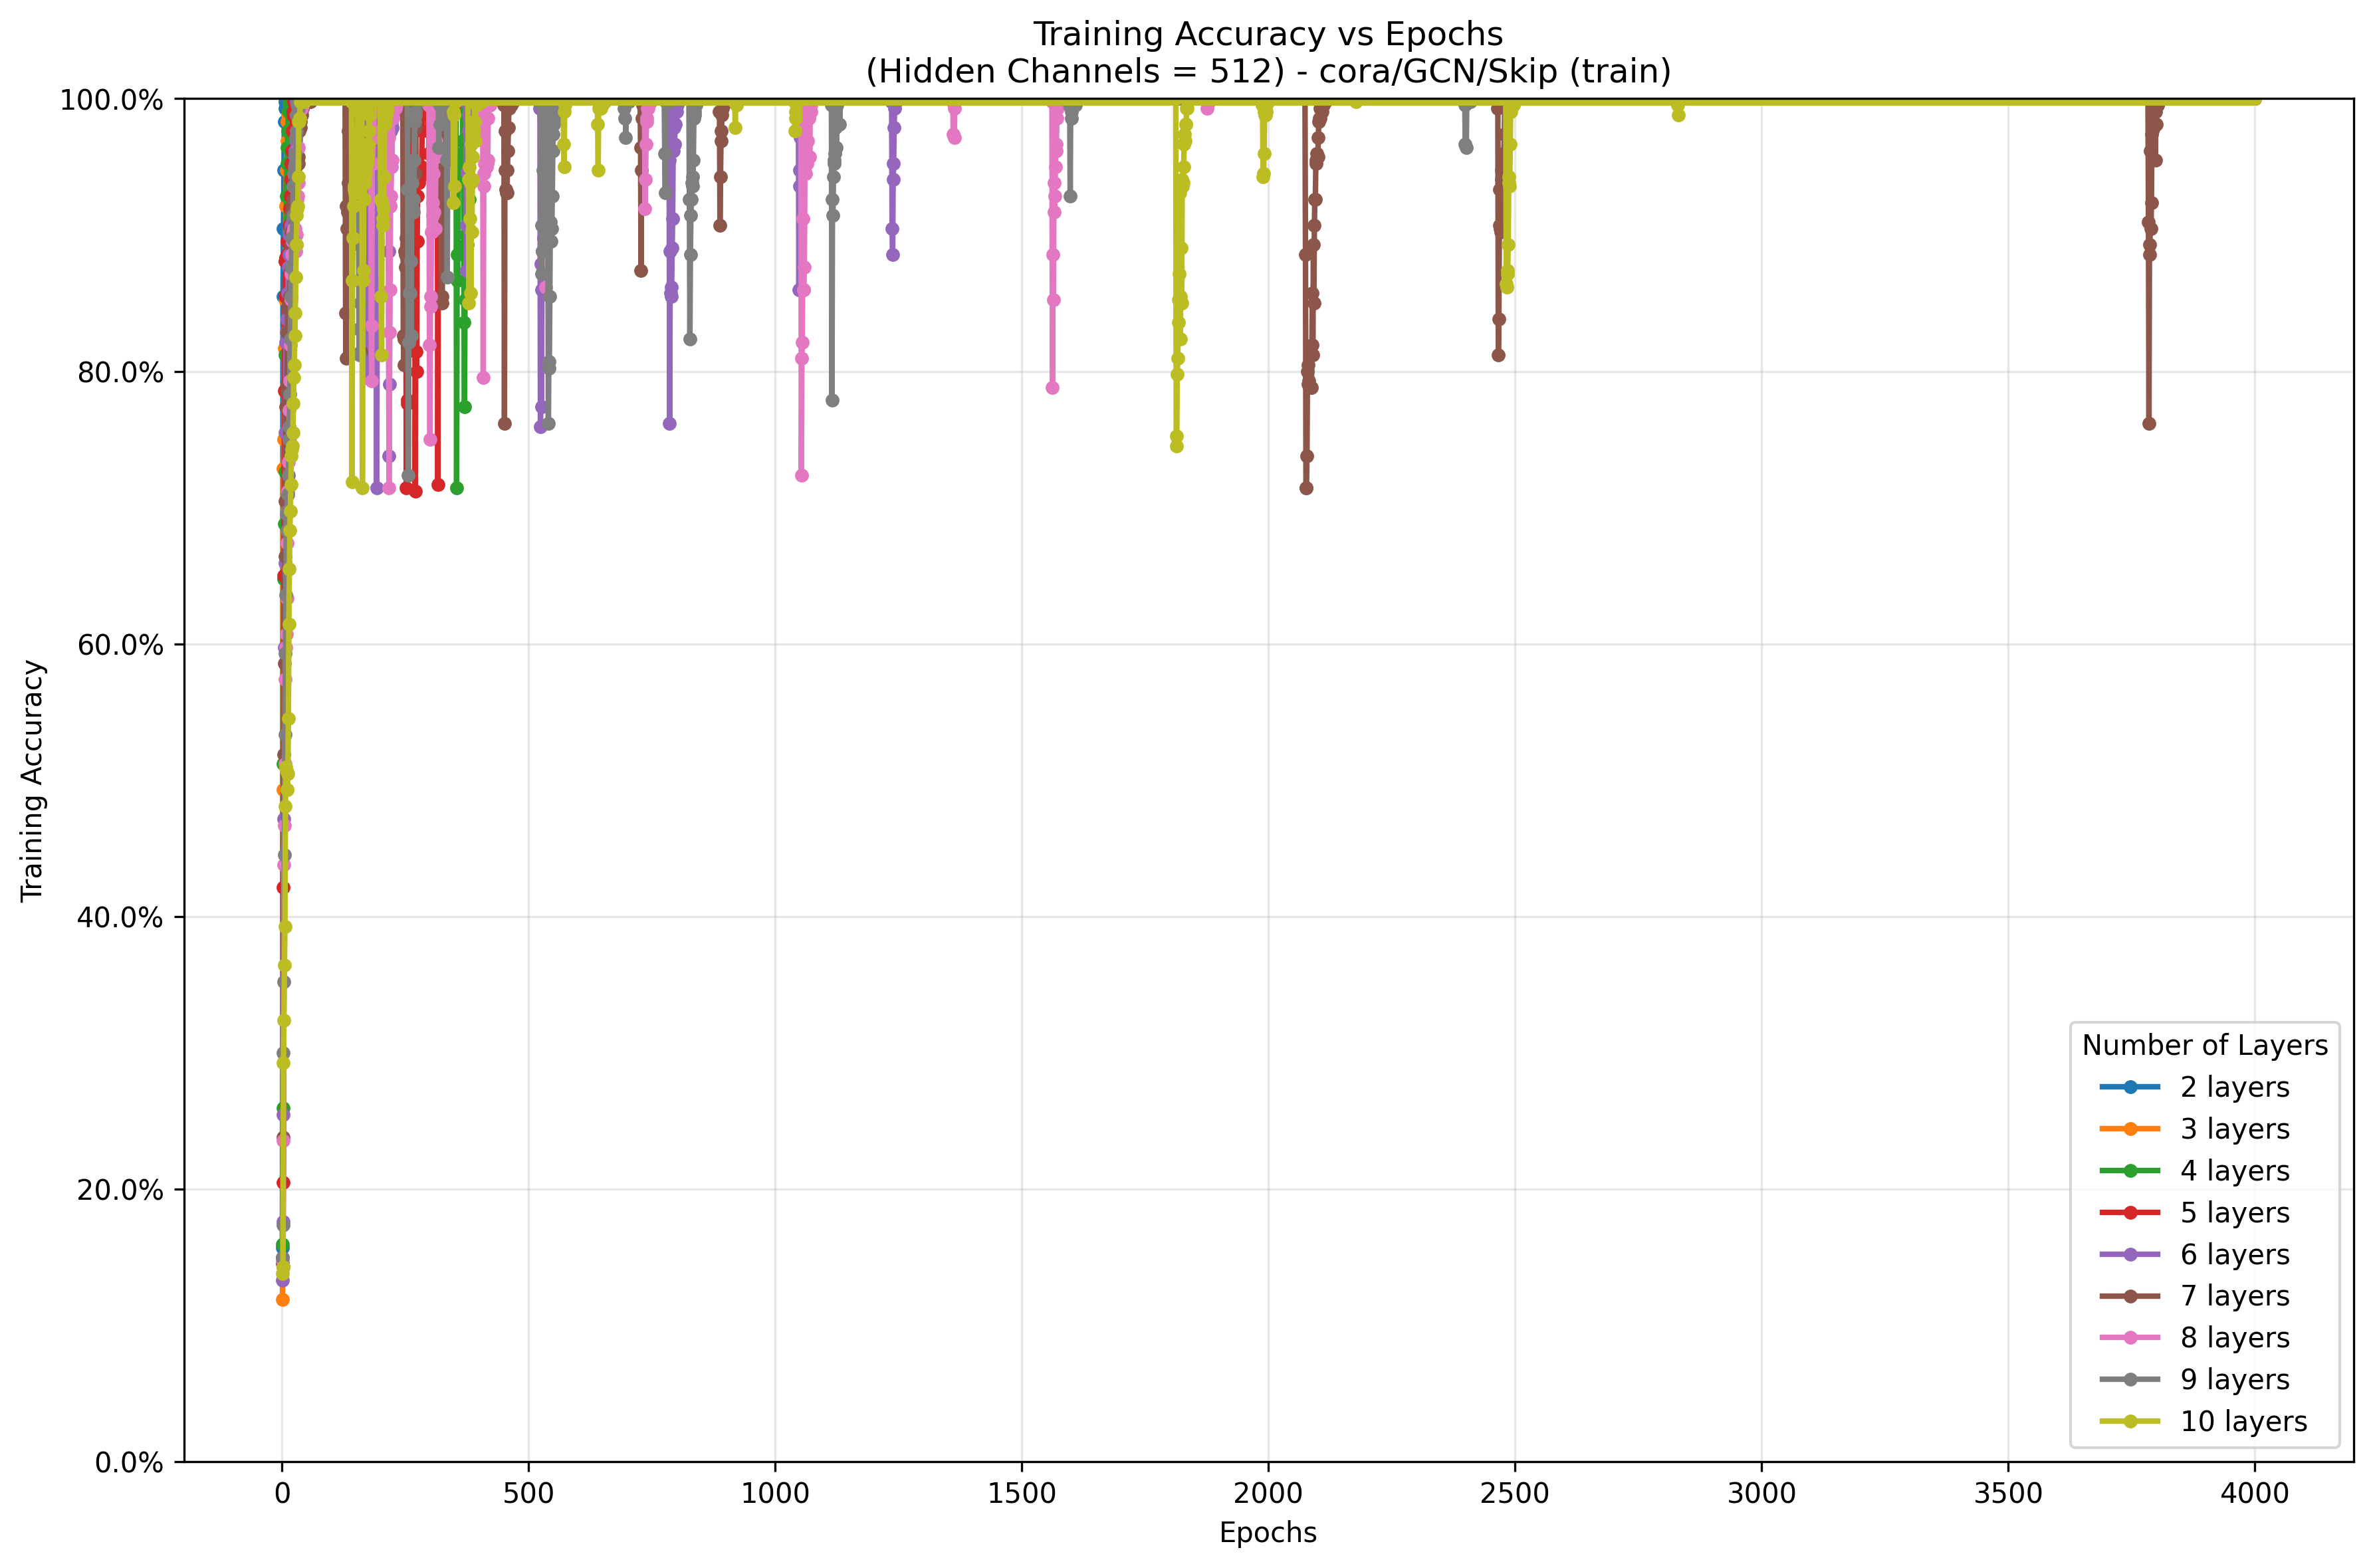 Training Accuracy vs Epochs
(Hidden Channels = 512) - cora/GCN/Skip (train)
Training Accuracy
100.0%
80.0%
60.0%
40.0%
20.0%
0.0%
0
500
1000
1500
2000
2500
3000
3500
4000
Epochs
Number of Layers
2 layers
3 layers
4 layers
5 layers
6 layers
7 layers
8 layers
9 layers
10 layers